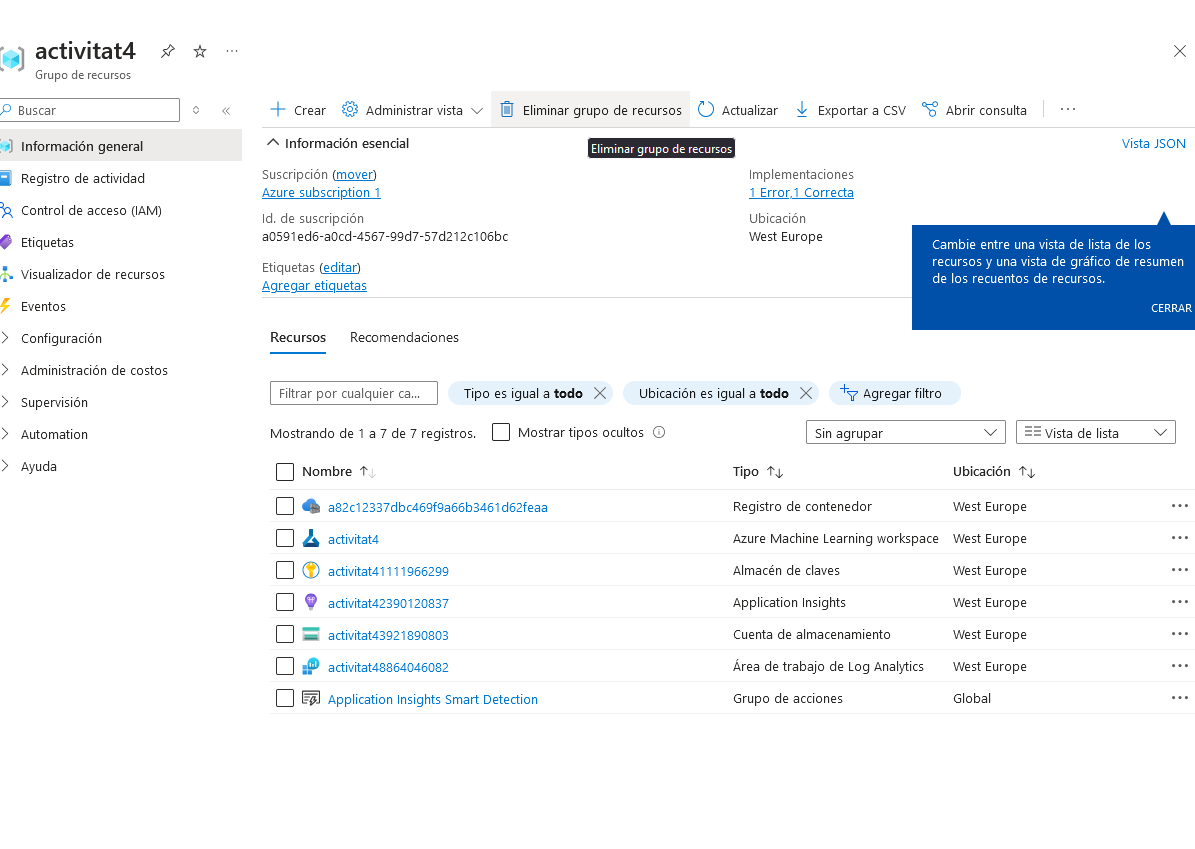 activitat4
Grupo de recursos
Buscar
Información general
Registro de actividad
Control de acceso (IAM)
Etiquetas
Visualizador de recursos
Eventos
Configuración
Administración de costos
Supervisión
Automation
Ayuda
Crear Administrar vista Eliminar grupo de recursos Actualizar Exportar a CSV Abrir consulta
Eliminar grupo de recursos
Información esencial Vista JSON
Suscripción (mover)
Azure subscription 1
Id. de suscripción
a0591ed6-a0cd-4567-99d7-57d212c106bc
Etiquetas (editar)
Agregar etiquetas
Implementaciones
1 Error,1 Correcta
Ubicación
West Europe
Cambie entre una vista de lista de los
recursos y una vista de gráfico de resumen
de los recuentos de recursos.
CERRAR
Recursos Recomendaciones
Filtrar por cualquier ca... Tipo es igual a todo Ubicación es igual a todo Agregar filtro
Mostrando de 1 a 7 de 7 registros. Mostrar tipos ocultos Sin agrupar Vista de lista
Nombre Tipo Ubicación
a82c12337dbc469f9a66b3461d62feaa Registro de contenedor West Europe
activitat4 Azure Machine Learning workspace West Europe
activitat41111966299 Almacén de claves West Europe
activitat42390120837 Application Insights West Europe
activitat43921890803 Cuenta de almacenamiento West Europe
activitat48864046082 Área de trabajo de Log Analytics West Europe
Application Insights Smart Detection Grupo de acciones Global